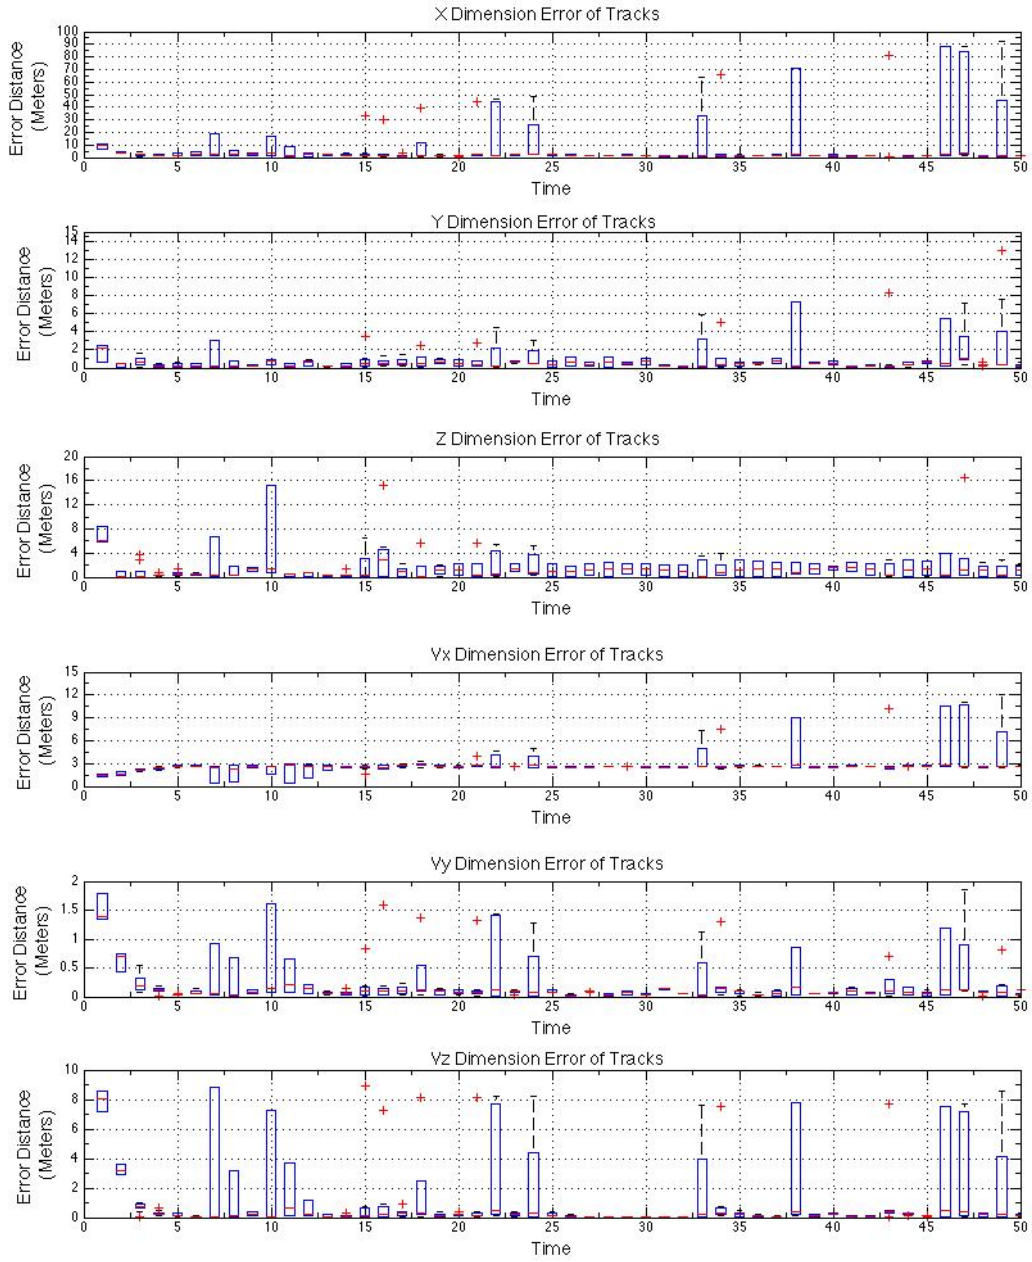 X Dimension Error of Tracks
Error Distance
(Meters)
100
90
80
70
60
50
40
30
20
10
0
0 5 10 15 20 25 30 35 40 45 50
Time
Y Dimension Error of Tracks
Error Distance
(Meters)
15
14
12
10
8
6
4
2
0
0 5 10 15 20 25 30 35 40 45 50
Time
Z Dimension Error of Tracks
Error Distance
(Meters)
20
16
12
8
4
0
0 5 10 15 20 25 30 35 40 45 50
Time
Vx Dimension Error of Tracks
Error Distance
(Meters)
15
12
9
6
3
0
0 5 10 15 20 25 30 35 40 45 50
Time
Vy Dimension Error of Tracks
Error Distance
(Meters)
2
1.5
1
0.5
0
0 5 10 15 20 25 30 35 40 45 50
Time
Vz Dimension Error of Tracks
Error Distance
(Meters)
10
8
6
4
2
0
0 5 10 15 20 25 30 35 40 45 50
Time